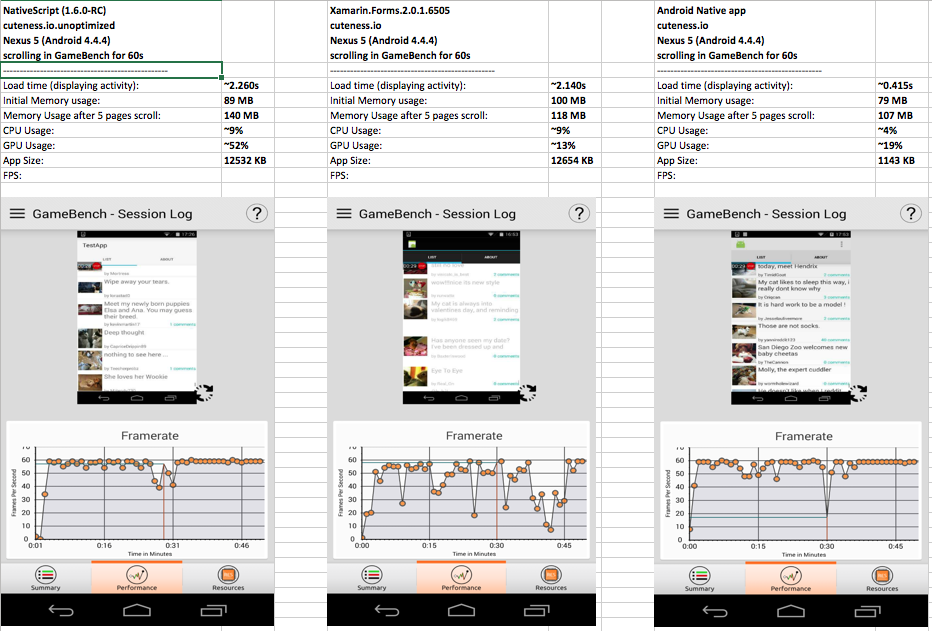 NativeScript (1.6.0-RC)
cuteness.io.unoptimized
Nexus 5 (Android 4.4.4)
scrolling in GameBench for 60s
--------------------------------------------------
Load time (displaying activity): ~2.260s
Initial Memory usage: 89 MB
Memory Usage after 5 pages scroll: 140 MB
CPU Usage: ~9%
GPU Usage: ~52%
App Size: 12532 KB
FPS:
GameBench - Session Log ?
17:26
TestApp
LIST ABOUT
00:28
by Mortress
Wipe away your tears.
Meet my newly born puppies
Elsa and Ana. You may guess
their breed.
Deep thought
nothing to see here ...
She loves her Wookie
Framerate
Frames Per Second
70
60
50
40
30
20
10
0
0:01 0:16 0:31 0:46
Time in Minutes
Summary Performance Resources
Xamarin.Forms.2.0.1.6505
cuteness.io
Nexus 5 (Android 4.4.4)
scrolling in GameBench for 60s
--------------------------------------------------
Load time (displaying activity): ~2.140s
Initial Memory usage: 100 MB
Memory Usage after 5 pages scroll: 118 MB
CPU Usage: ~9%
GPU Usage: ~13%
App Size: 12654 KB
FPS:
GameBench - Session Log ?
16:53
LIST ABOUT
00:29
My cat is always into
valentines day, and reminding
Has anyone seen my date?
I've been dressed up and
Eye To Eye
Framerate
Frames Per Second
70
60
50
40
30
20
10
0
0:00 0:15 0:30 0:45
Time in Minutes
Summary Performance Resources
Android Native app
cuteness.io
Nexus 5 (Android 4.4.4)
scrolling in GameBench for 60s
--------------------------------------------------
Load time (displaying activity): ~0.415s
Initial Memory usage: 79 MB
Memory Usage after 5 pages scroll: 107 MB
CPU Usage: ~4%
GPU Usage: ~19%
App Size: 1143 KB
FPS:
GameBench - Session Log ?
LIST ABOUT
00:29
today, meet Hendrix
My cat likes to sleep this way, i
really dont know why
It is hard work to be a model !
Those are not socks.
San Diego Zoo welcomes new
baby cheetas
Molly, the expert cuddler
Framerate
Frames Per Second
70
60
50
40
30
20
10
0
0:00 0:15 0:30 0:45
Time in Minutes
Summary Performance Resources